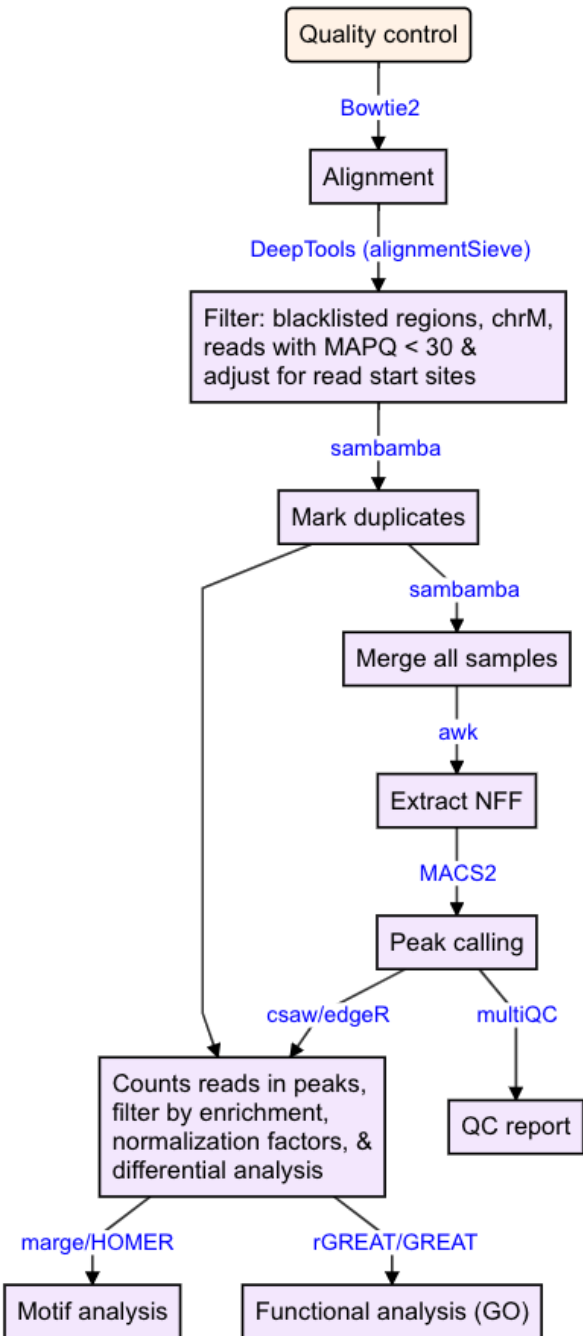 Quality control
Bowtie2
Alignment
DeepTools (alignmentSieve)
Filter: blacklisted regions, chrM,
reads with MAPQ < 30 &
adjust for read start sites
sambamba
Mark duplicates
sambamba
Merge all samples
awk
Extract NFF
MACS2
Peak calling
csaw/edgeR
multiQC
Counts reads in peaks,
filter by enrichment,
normalization factors, &
differential analysis
QC report
marge/HOMER
rGREAT/GREAT
Motif analysis
Functional analysis (GO)